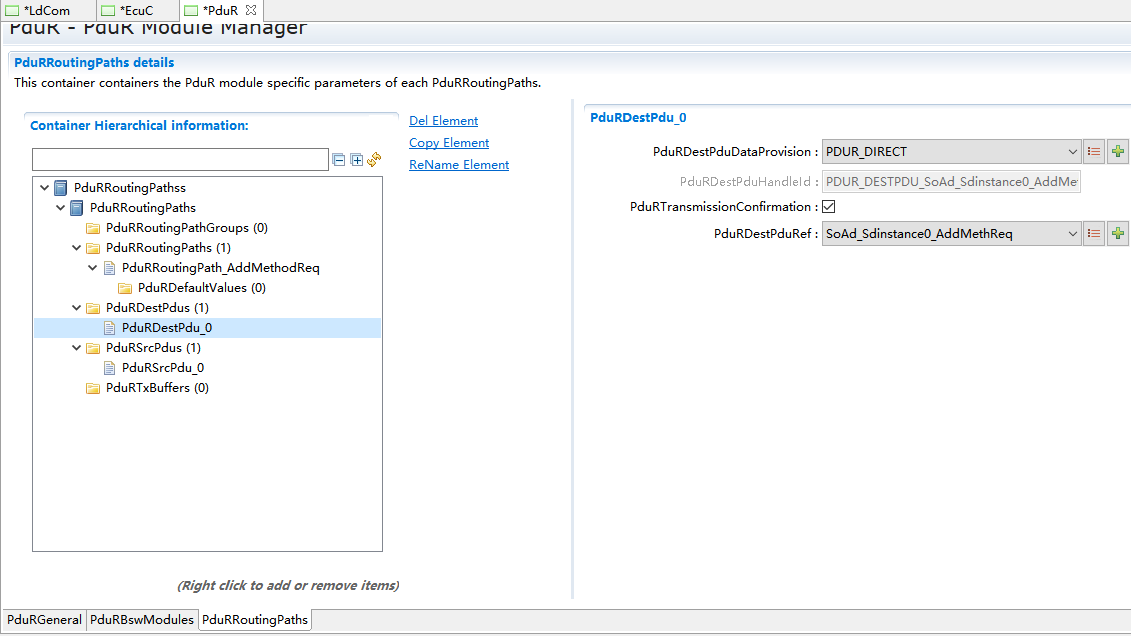 *LdCom
*EcuC
*PduR
PduR - PduR Module Manager
PduRRoutingPaths details
This container containers the PduR module specific parameters of each PduRRoutingPaths.
Container Hierarchical information:
Del Element
Copy Element
ReName Element
PduRRoutingPathss
PduRRoutingPaths
PduRRoutingPathGroups (0)
PduRRoutingPaths (1)
PduRRoutingPath_AddMethodReq
PduRDefaultValues (0)
PduRDestPdus (1)
PduRDestPdu_0
PduRSrcPdus (1)
PduRSrcPdu_0
PduRTxBuffers (0)
(Right click to add or remove items)
PduRDestPdu_0
PduRDestPduDataProvision : PDUR_DIRECT
PduRDestPduHandleId : PDUR_DESTPDU_SoAd_Sdinstance0_AddMe
PduRTransmissionConfirmation :
PduRDestPduRef : SoAd_Sdinstance0_AddMethReq
PduRGeneral
PduRBswModules
PduRRoutingPaths